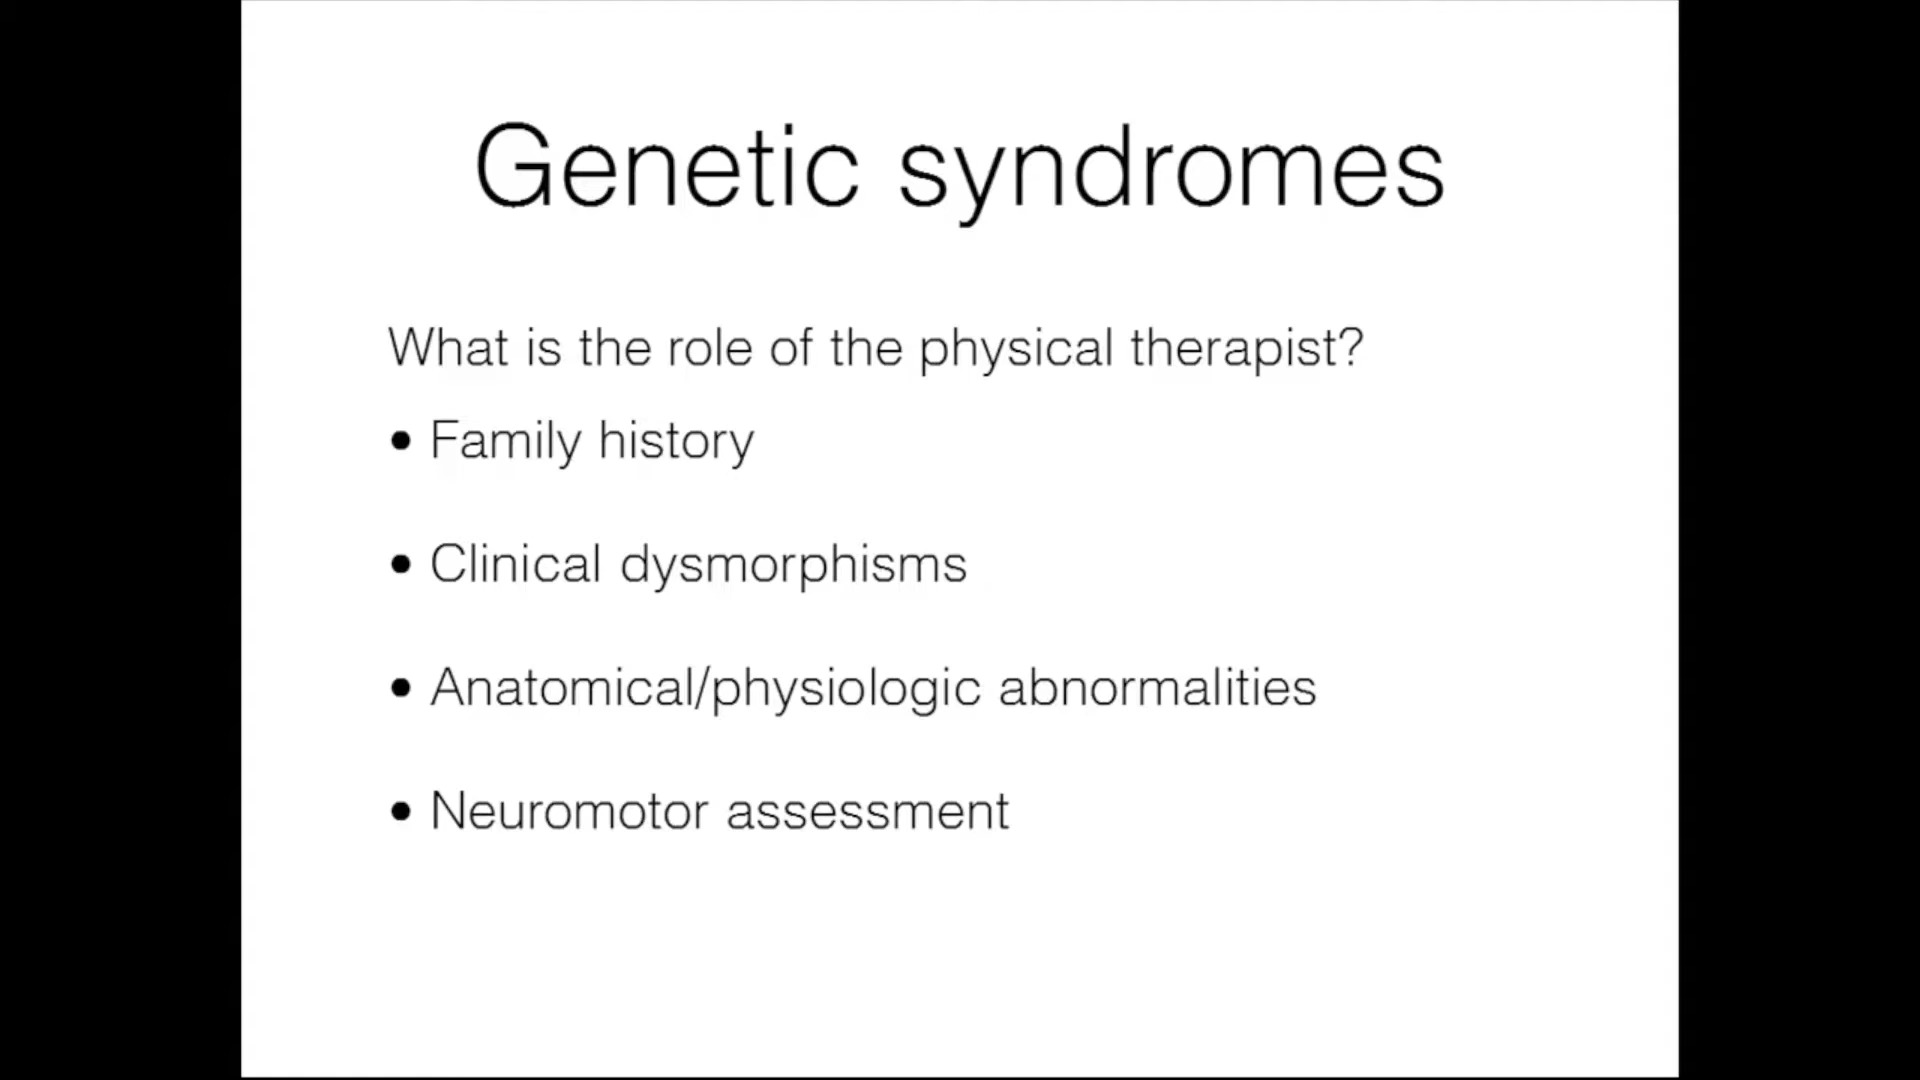 Genetic syndromes
What is the role of the physical therapist?
• Family history
• Clinical dysmorphisms
• Anatomical/physiologic abnormalities
• Neuromotor assessment